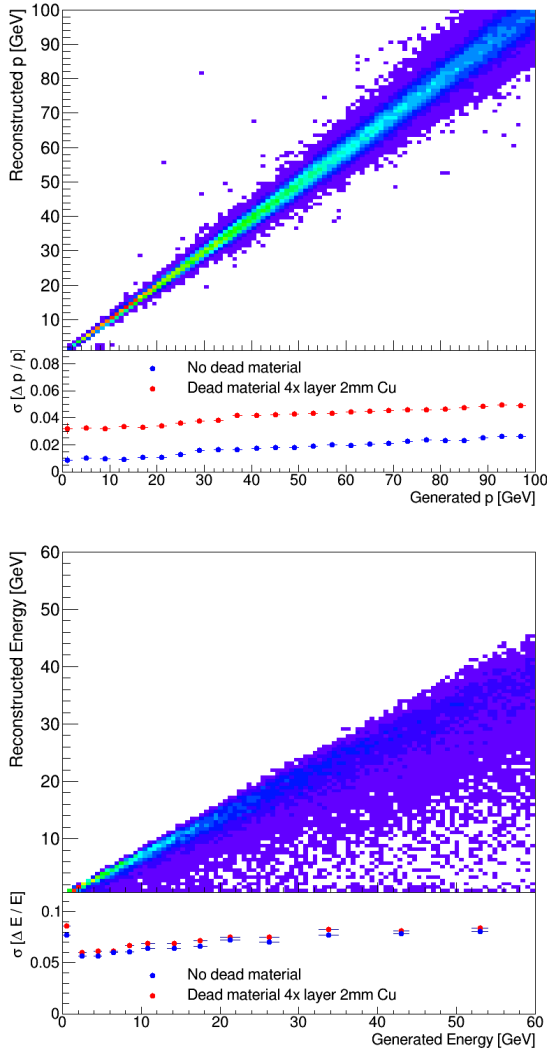 Reconstructed p [GeV]
100
90
80
70
60
50
40
30
20
10
σ [ Δ p / p ]
0.08
0.06
0.04
0.02
0
No dead material
Dead material 4x layer 2mm Cu
0 10 20 30 40 50 60 70 80 90 100
Generated p [GeV]
Reconstructed Energy [GeV]
60
50
40
30
20
10
σ [ Δ E / E ]
0.1
0.05
0
No dead material
Dead material 4x layer 2mm Cu
0 10 20 30 40 50 60
Generated Energy [GeV]